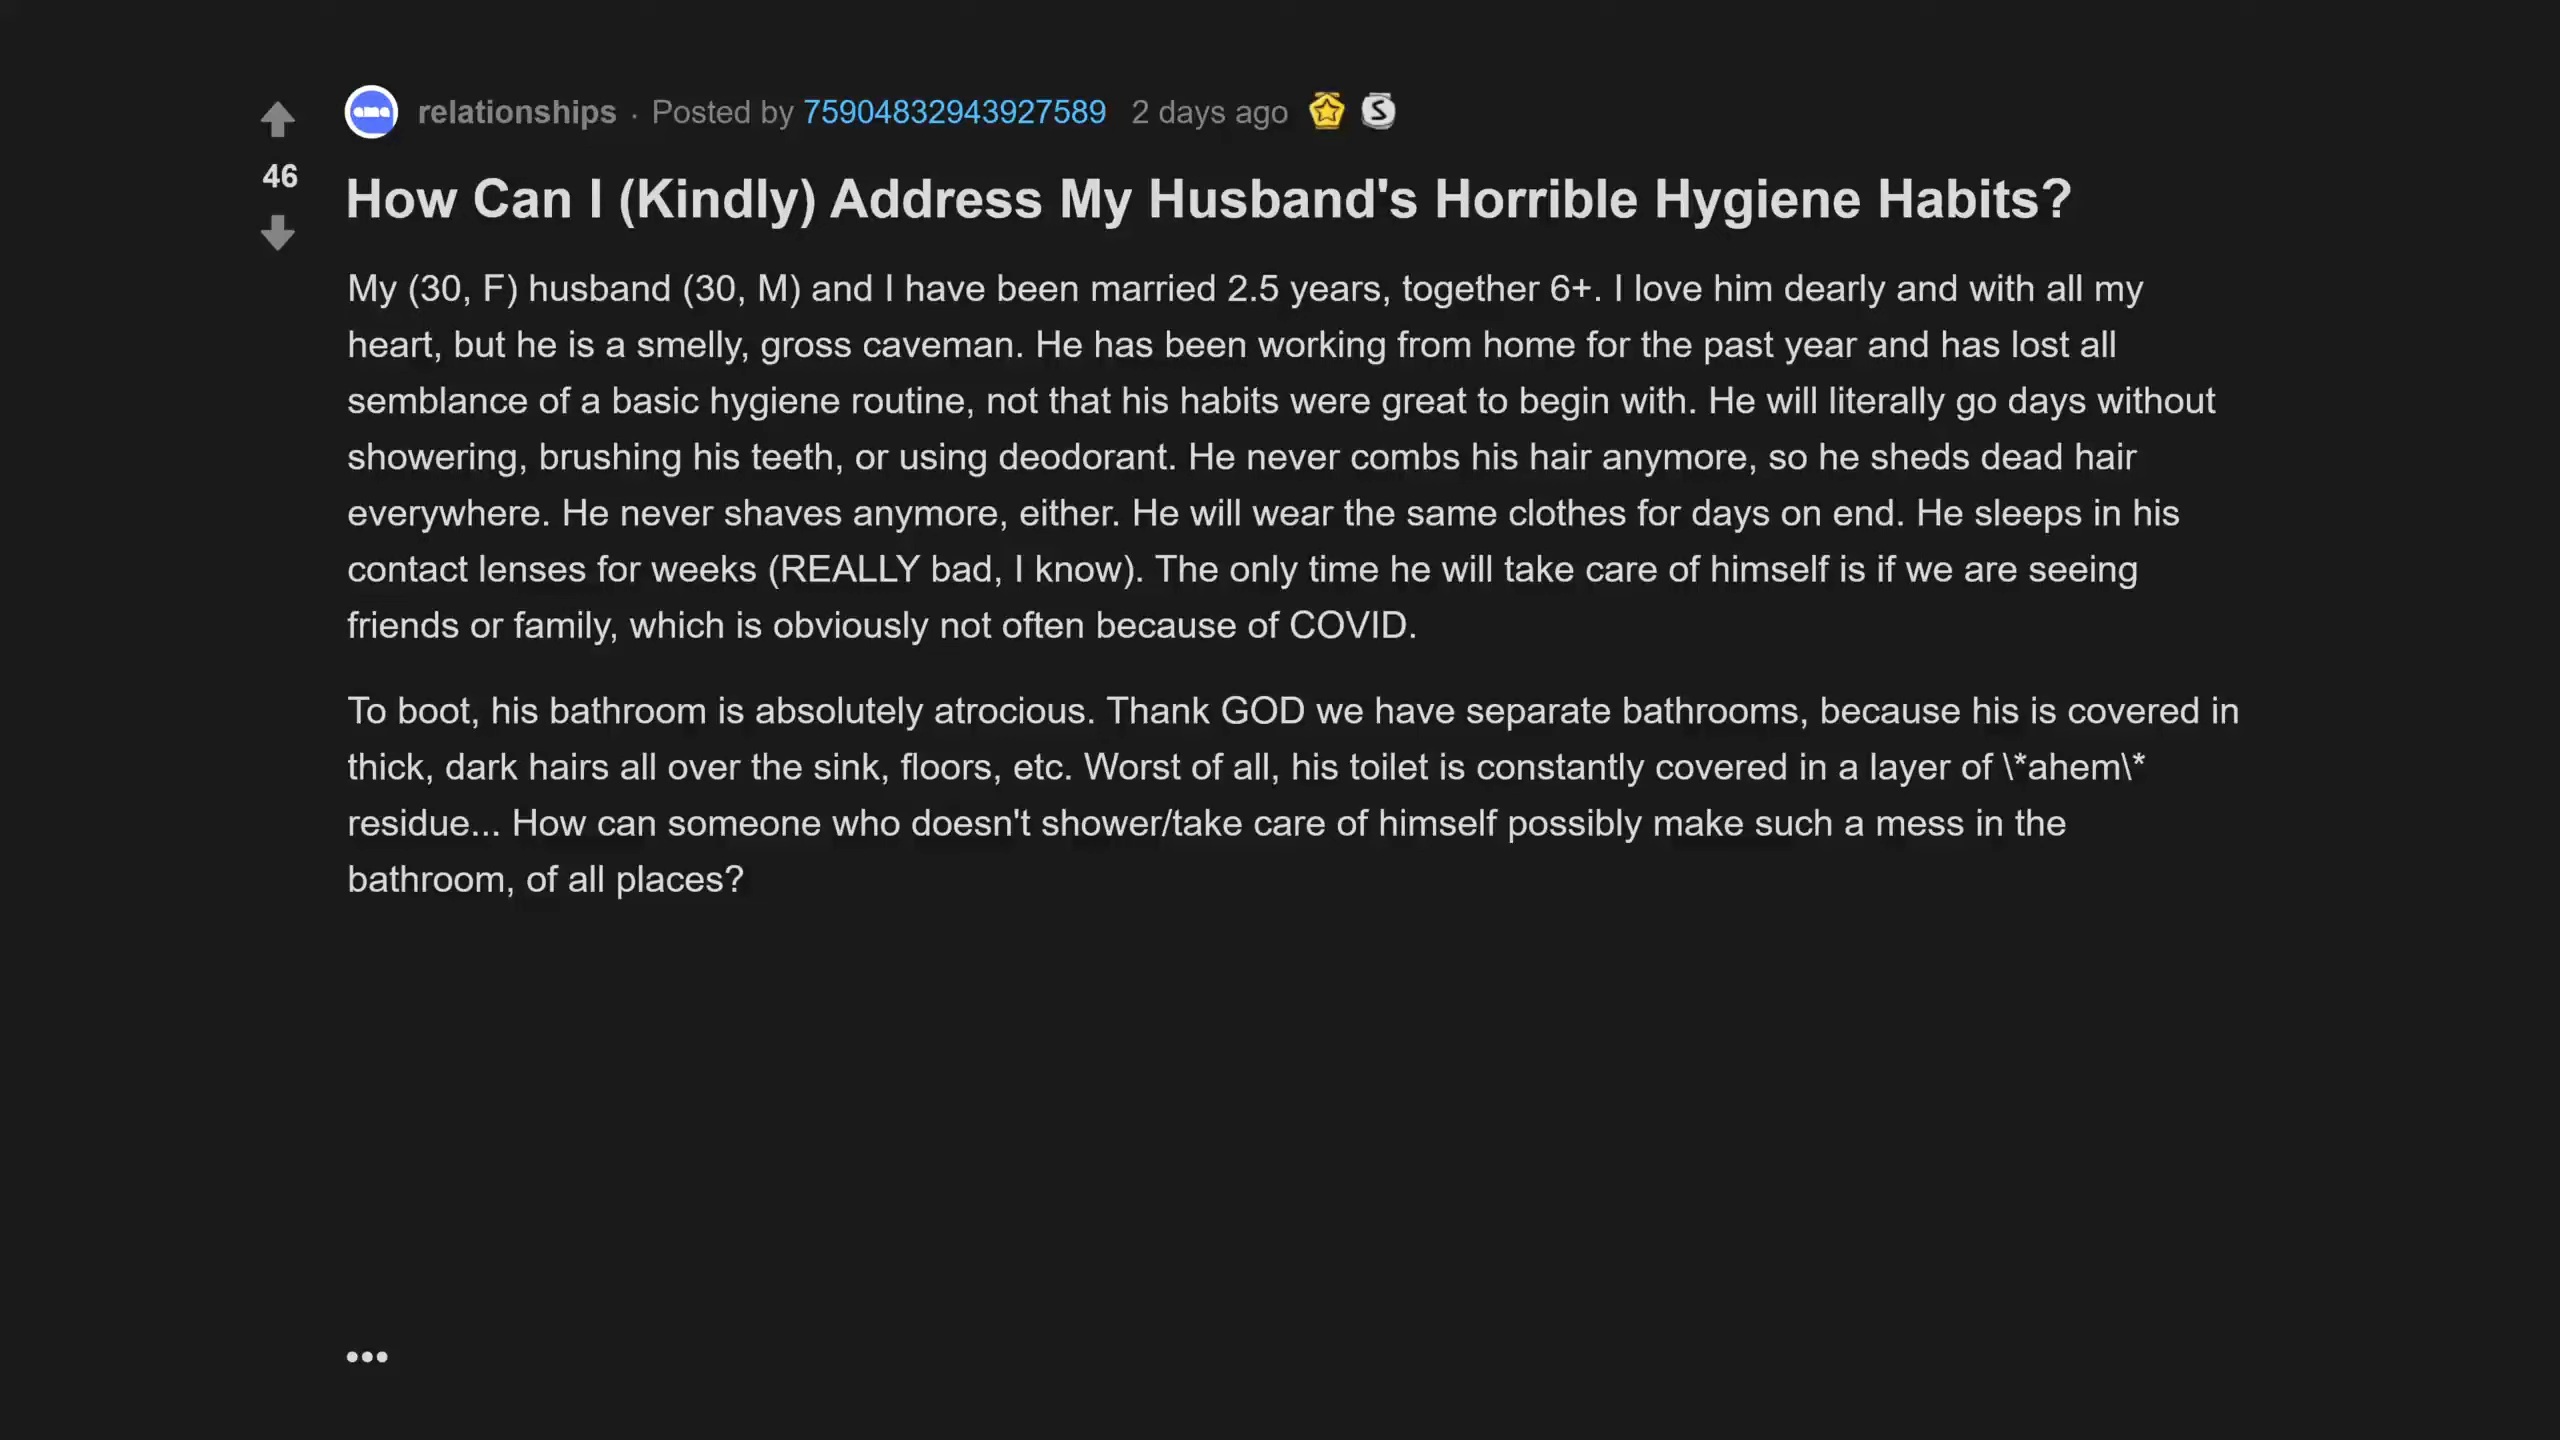 ama relationships · Posted by 75904832943927589 2 days ago S
46
How Can I (Kindly) Address My Husband's Horrible Hygiene Habits?
My (30, F) husband (30, M) and I have been married 2.5 years, together 6+. I love him dearly and with all my
heart, but he is a smelly, gross caveman. He has been working from home for the past year and has lost all
semblance of a basic hygiene routine, not that his habits were great to begin with. He will literally go days without
showering, brushing his teeth, or using deodorant. He never combs his hair anymore, so he sheds dead hair
everywhere. He never shaves anymore, either. He will wear the same clothes for days on end. He sleeps in his
contact lenses for weeks (REALLY bad, I know). The only time he will take care of himself is if we are seeing
friends or family, which is obviously not often because of COVID.
To boot, his bathroom is absolutely atrocious. Thank GOD we have separate bathrooms, because his is covered in
thick, dark hairs all over the sink, floors, etc. Worst of all, his toilet is constantly covered in a layer of \*ahem\*
residue... How can someone who doesn't shower/take care of himself possibly make such a mess in the
bathroom, of all places?
•••